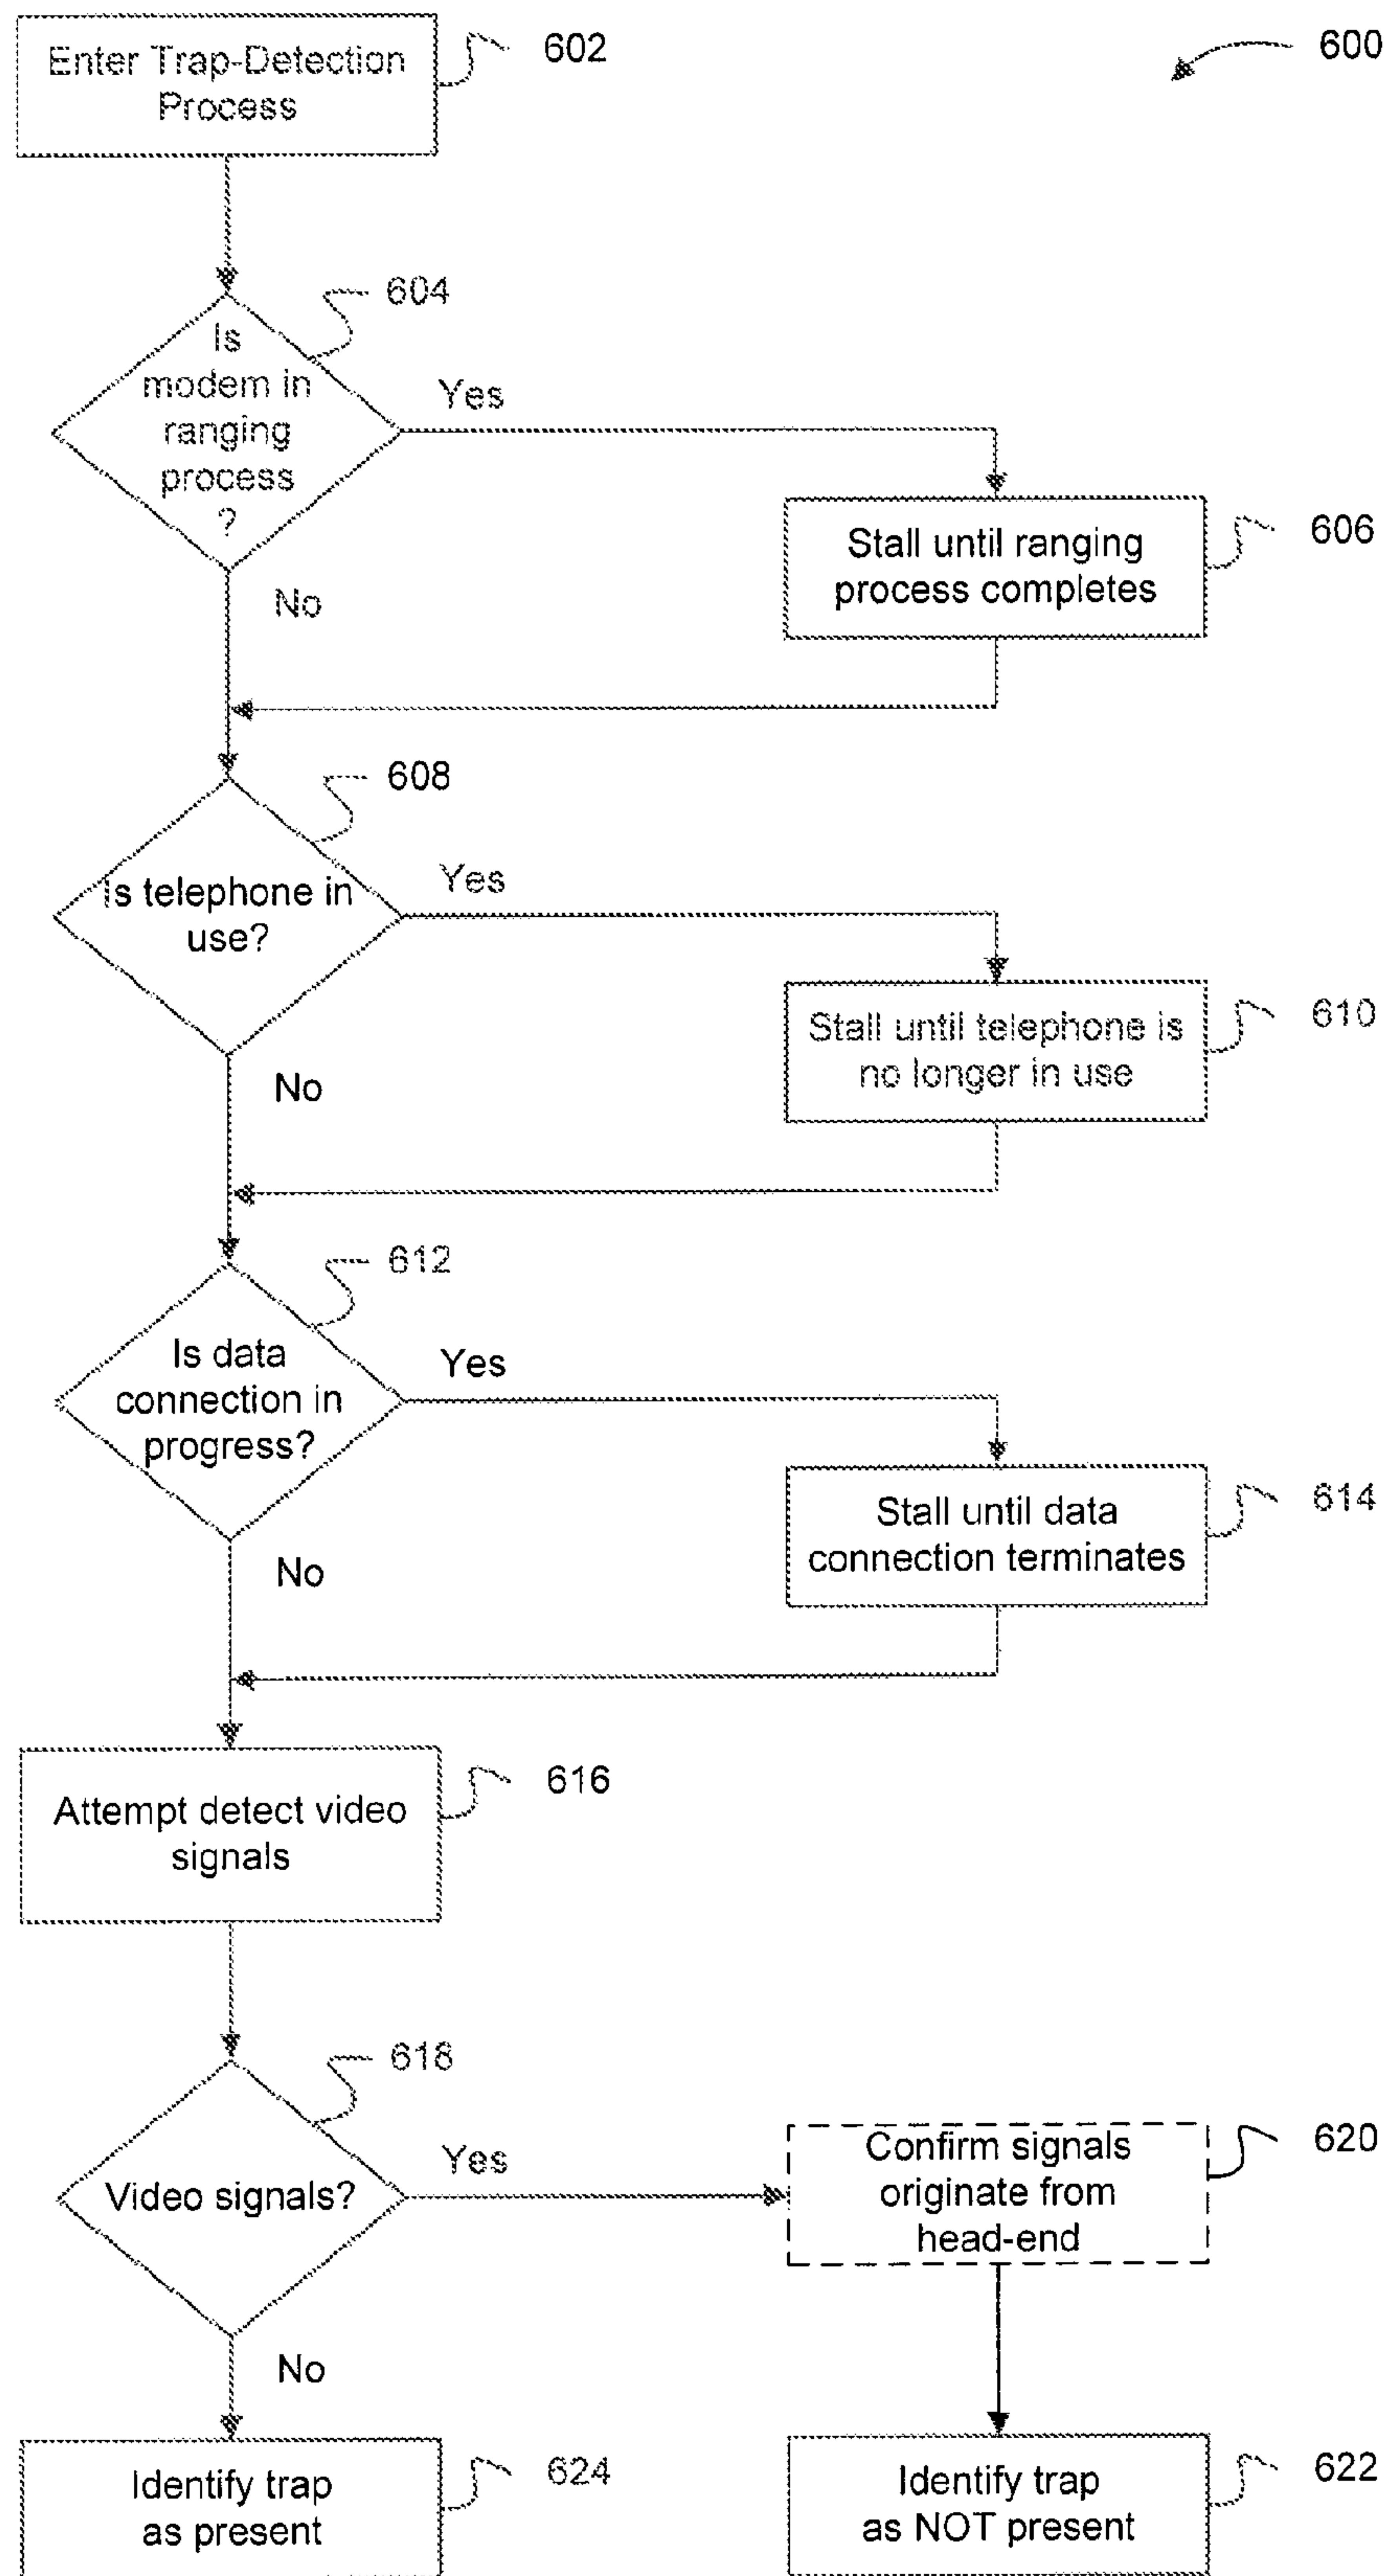 Enter Trap-Detection
Process
602
600
604
Is
modem in
ranging
process
?
Yes
No
Stall until ranging
process completes
606
608
Is telephone in
use?
Yes
No
Stall until telephone is
no longer in use
610
612
Is data
connection in
progress?
Yes
No
Stall until data
connection terminates
614
Attempt detect video
signals
616
618
Video signals?
Yes
No
Confirm signals
originate from
head-end
620
Identify trap
as present
624
Identify trap
as NOT present
622